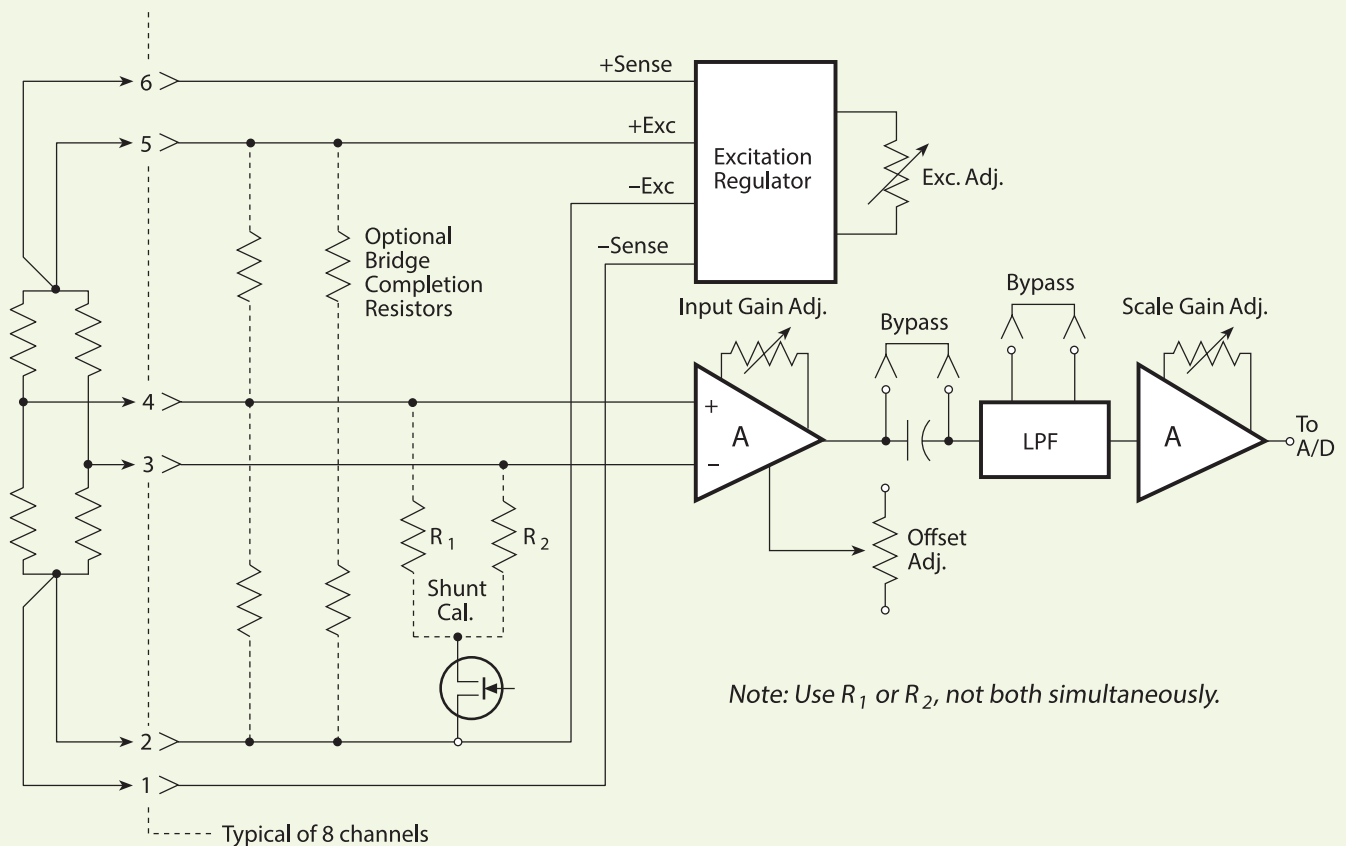 6
+Sense
5
+Exc
Excitation
Regulator
–Exc
Exc. Adj.
Optional
Bridge
Completion
Resistors
–Sense
Input Gain Adj.
Bypass
Bypass
Scale Gain Adj.
4
+
A
LPF
A
To
A/D
3
–
R1
R2
Offset
Adj.
Shunt
Cal.
Note: Use R1 or R2, not both simultaneously.
2
1
Typical of 8 channels